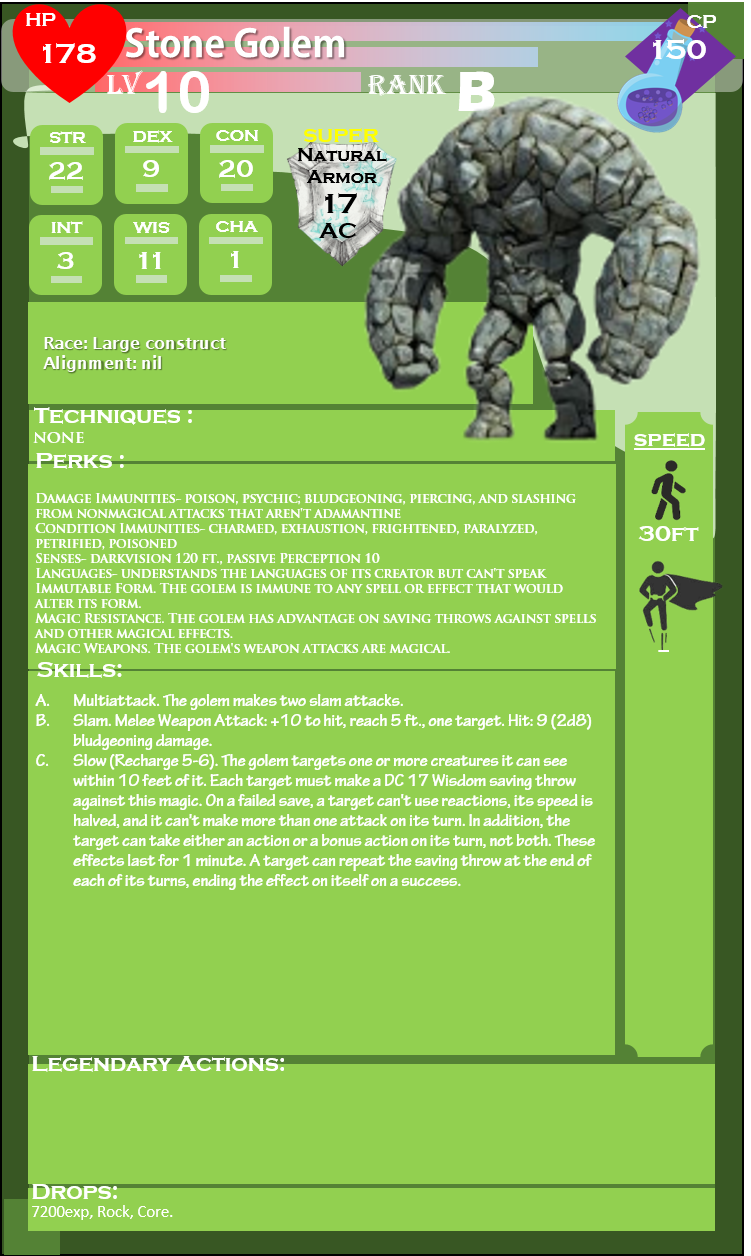 HP
178
Stone Golem
CP
150
LV 10
RANK B
STR
22
DEX
9
CON
20
INT
3
WIS
11
CHA
1
SUPER
Natural
Armor
17
AC
Race: Large construct
Alignment: nil
Techniques :
none
Perks :
Damage Immunities- poison, psychic; bludgeoning, piercing, and slashing
from nonmagical attacks that aren't adamantine
Condition Immunities- charmed, exhaustion, frightened, paralyzed,
petrified, poisoned
Senses- darkvision 120 ft., passive Perception 10
Languages- understands the languages of its creator but can't speak
Immutable Form. The golem is immune to any spell or effect that would
alter its form.
Magic Resistance. The golem has advantage on saving throws against spells
and other magical effects.
Magic Weapons. The golem's weapon attacks are magical.
Skills:
A. Multiattack. The golem makes two slam attacks.
B. Slam. Melee Weapon Attack: +10 to hit, reach 5 ft., one target. Hit: 9 (2d8)
bludgeoning damage.
C. Slow (Recharge 5-6). The golem targets one or more creatures it can see
within 10 feet of it. Each target must make a DC 17 Wisdom saving throw
against this magic. On a failed save, a target can't use reactions, its speed is
halved, and it can't make more than one attack on its turn. In addition, the
target can take either an action or a bonus action on its turn, not both. These
effects last for 1 minute. A target can repeat the saving throw at the end of
each of its turns, ending the effect on itself on a success.
SPEED
30FT
-
Legendary Actions:
Drops:
7200exp, Rock, Core.